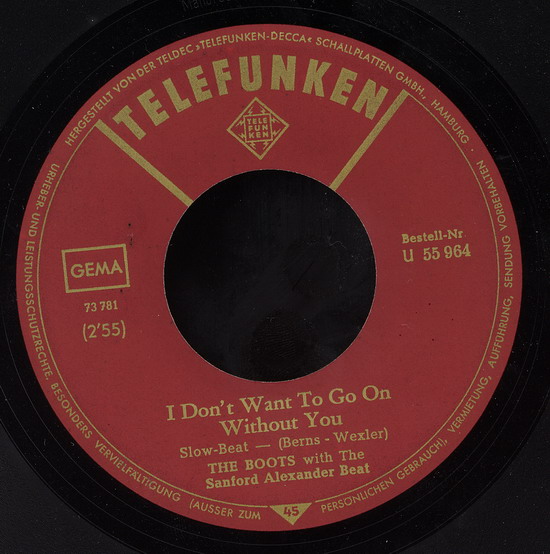 HERGESTELLT VON DER TELDEC »TELEFUNKEN-DECCA« SCHALLPLATTEN GMBH., HAMBURG · URHEBER- UND LEISTUNGSSCHUTZRECHTE, BESONDERS VERVIELFÄLTIGUNG (AUSSER ZUM PERSÖNLICHEN GEBRAUCH), VERMIETUNG, AUFFÜHRUNG, SENDUNG VORBEHALTEN ·
TELEFUNKEN
TELE
FUN
KEN
Bestell-Nr.
U 55 964
GEMA
73 781
(2'55)
I Don't Want To Go On
Without You
Slow-Beat — (Berns - Wexler)
THE BOOTS with The
Sanford Alexander Beat
45